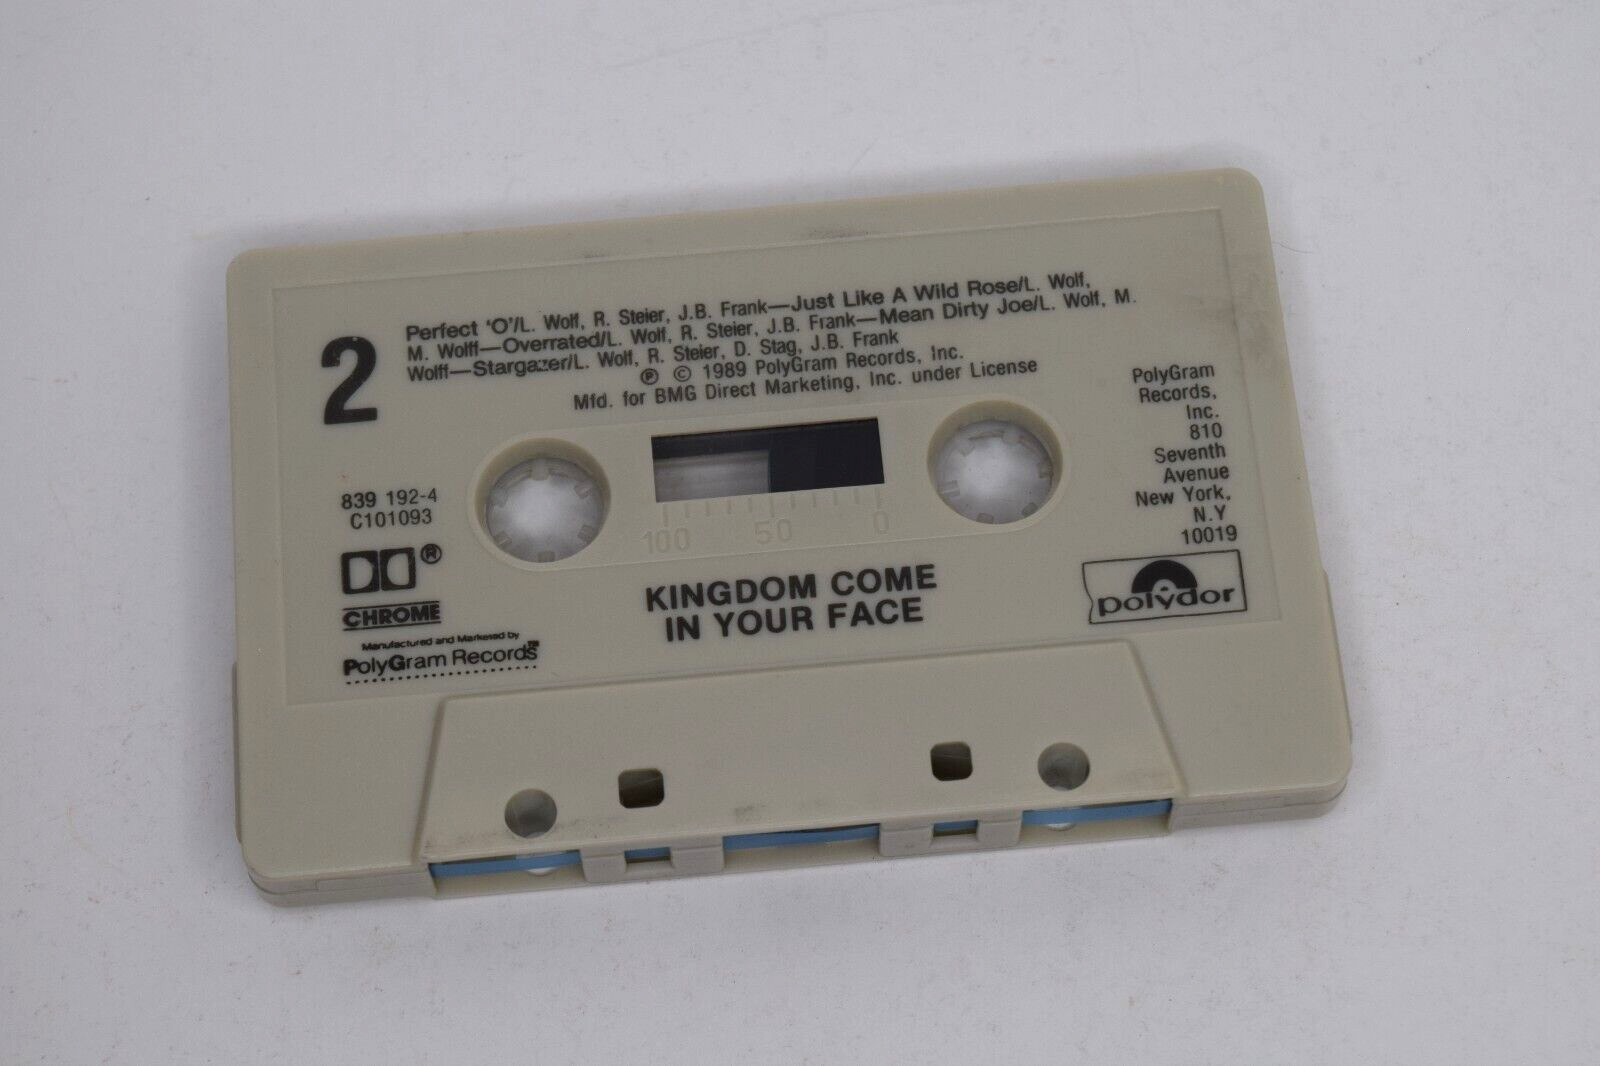 2
Perfect 'O'/L. Wolf, R. Steier, J.B. Frank—Just Like A Wild Rose/L. Wolf,
M. Wolff—Overrated/L. Wolf, R. Steier, J.B. Frank—Mean Dirty Joe/L. Wolf, M.
Wolff—Stargazer/L. Wolf, R. Steier, D. Stag, J.B. Frank
℗ © 1989 PolyGram Records, Inc.
Mfd. for BMG Direct Marketing, Inc. under License
839 192-4
C101093
®
CHROME
Manufactured and Marketed by
PolyGram Records™
100 50 0
KINGDOM COME
IN YOUR FACE
PolyGram
Records,
Inc.
810
Seventh
Avenue
New York,
N.Y
10019
polydor